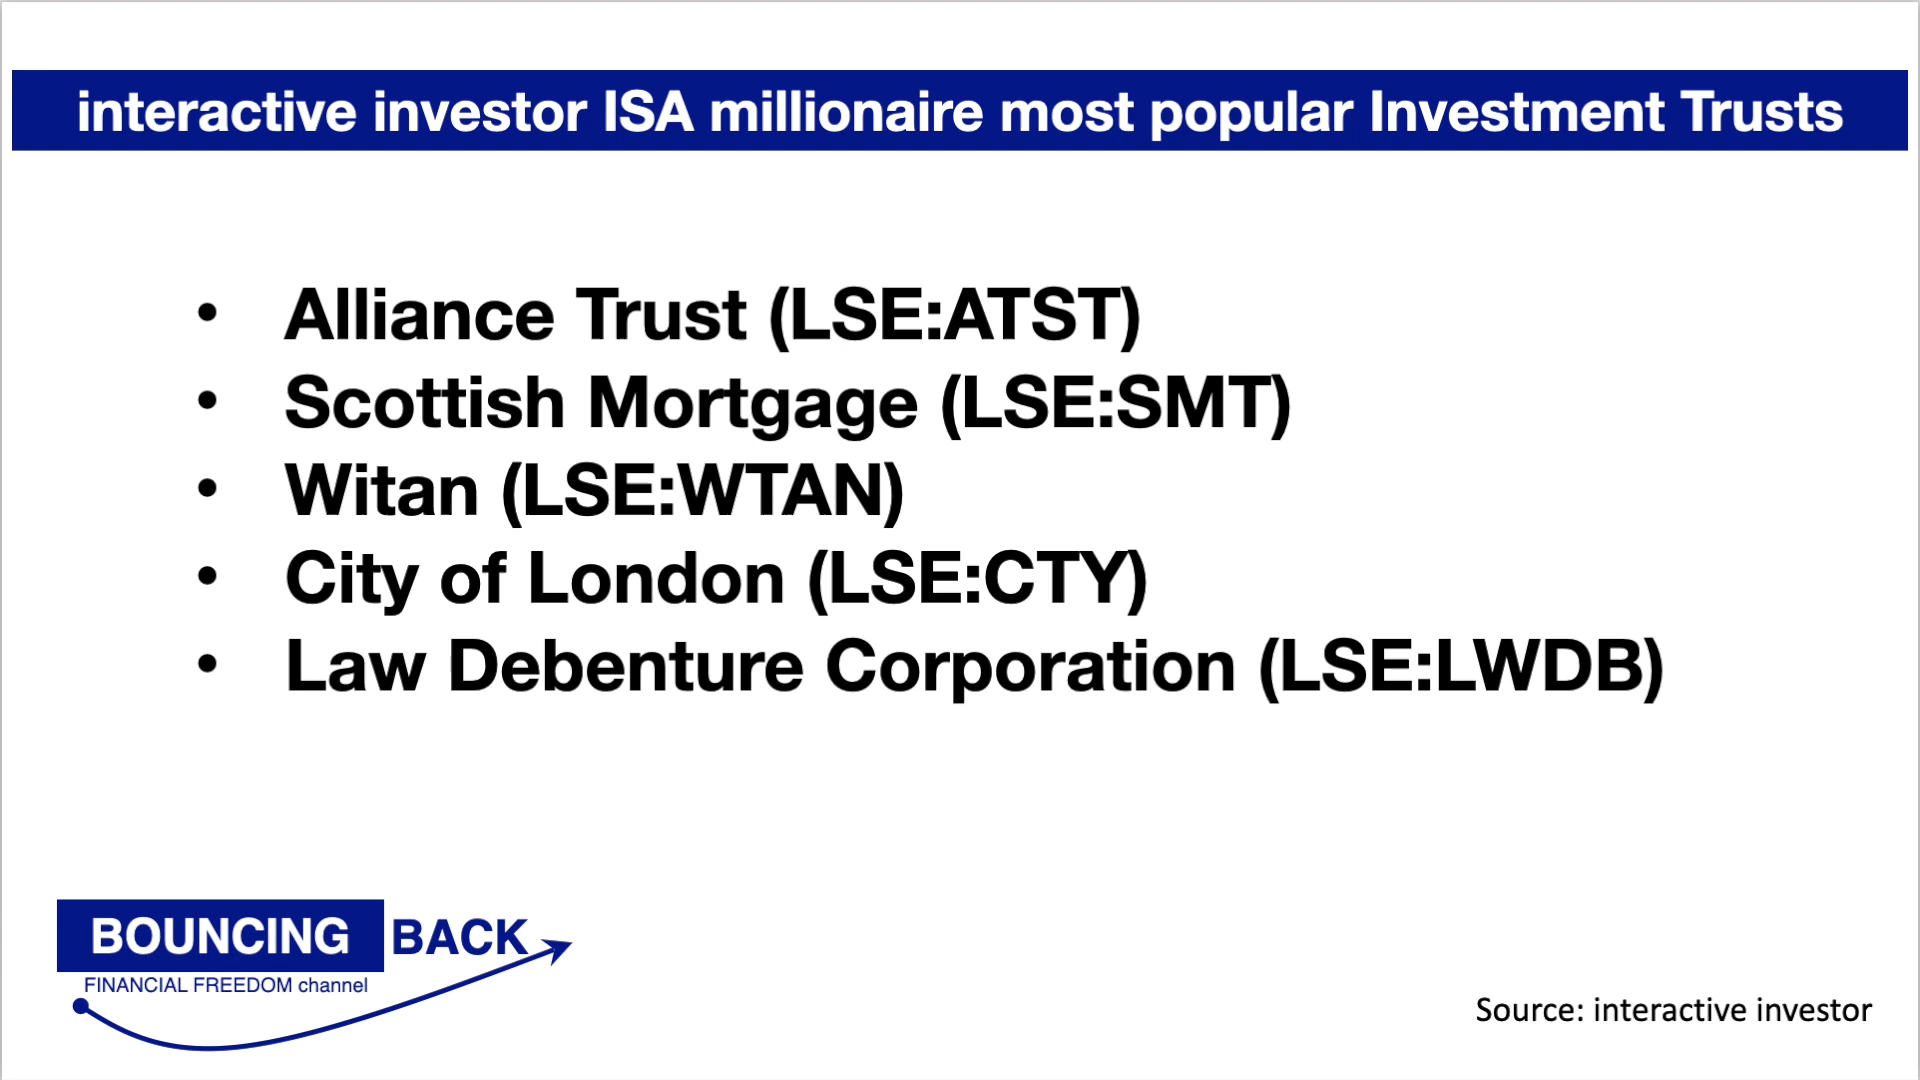 interactive investor ISA millionaire most popular Investment Trusts
• Alliance Trust (LSE:ATST)
• Scottish Mortgage (LSE:SMT)
• Witan (LSE:WTAN)
• City of London (LSE:CTY)
• Law Debenture Corporation (LSE:LWDB)
BOUNCING BACK
FINANCIAL FREEDOM channel
Source: interactive investor